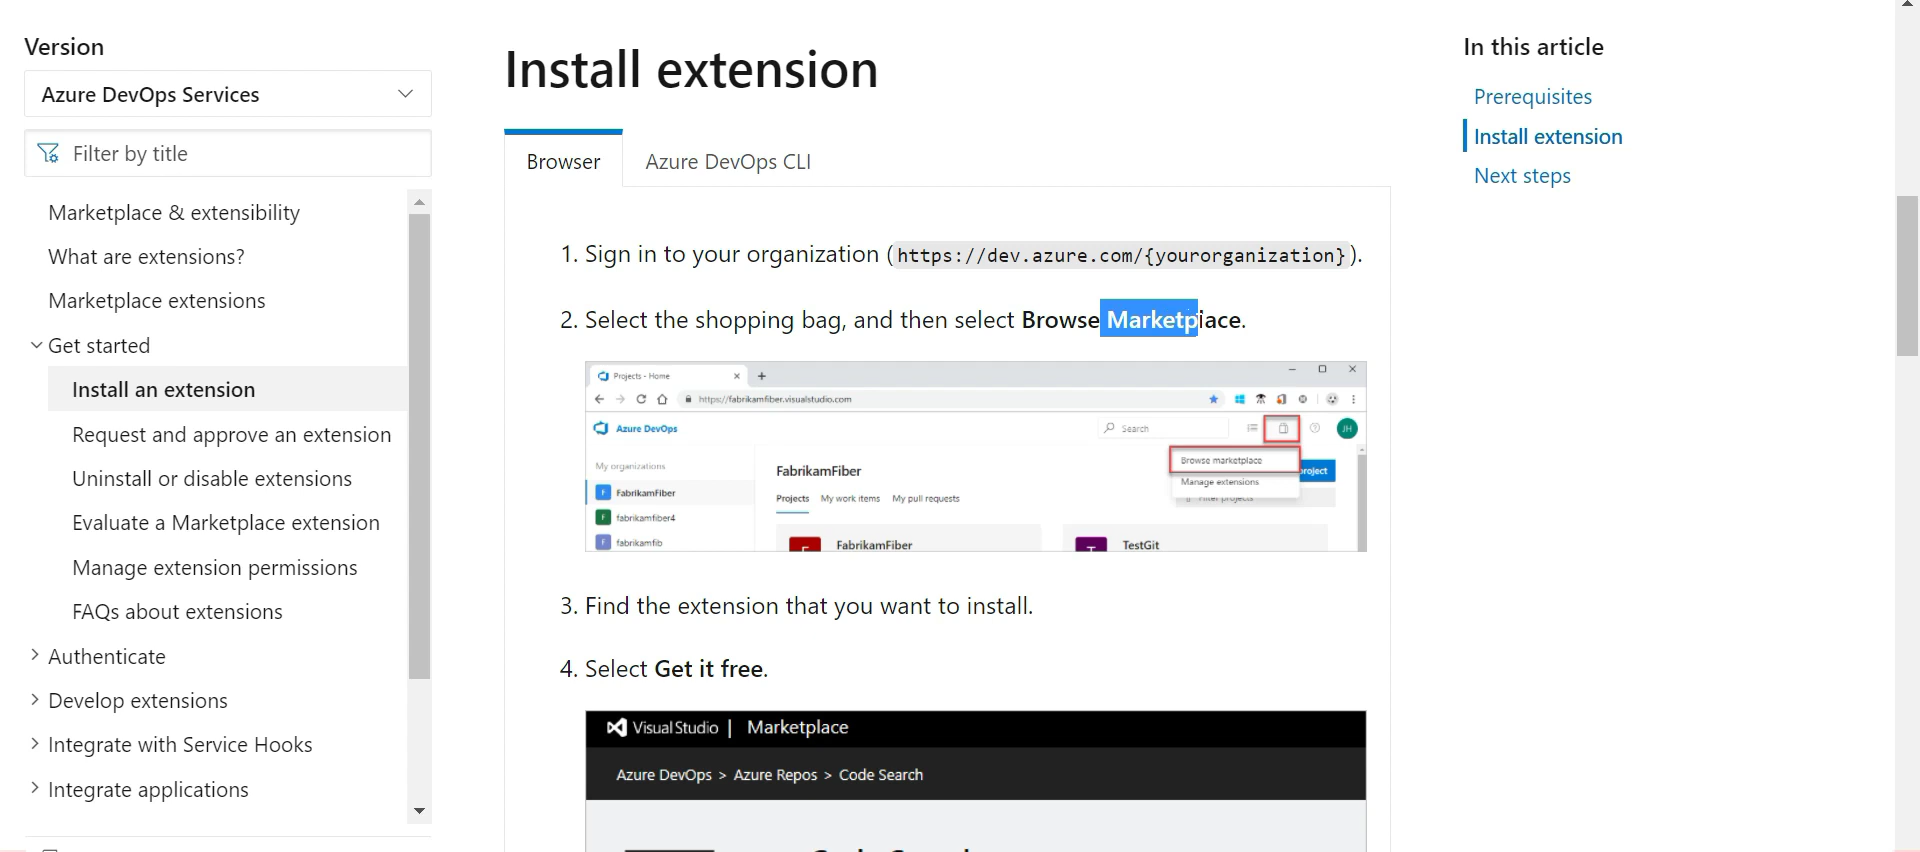 Version
Azure DevOps Services
Filter by title
Marketplace & extensibility
What are extensions?
Marketplace extensions
Get started
Install an extension
Request and approve an extension
Uninstall or disable extensions
Evaluate a Marketplace extension
Manage extension permissions
FAQs about extensions
Authenticate
Develop extensions
Integrate with Service Hooks
Integrate applications
Install extension
Browser
Azure DevOps CLI
1. Sign in to your organization (https://dev.azure.com/{yourorganization}).
2. Select the shopping bag, and then select Browse Marketplace.
Projects - Home
https://fabrikamfiber.visualstudio.com
Azure DevOps
Search
JH
My organizations
FabrikamFiber
fabrikamfiber4
fabrikamfib
FabrikamFiber
Projects My work items My pull requests
Browse marketplace
Manage extensions
project
Filter projects
FabrikamFiber
TestGit
3. Find the extension that you want to install.
4. Select Get it free.
Visual Studio | Marketplace
Azure DevOps > Azure Repos > Code Search
In this article
Prerequisites
Install extension
Next steps